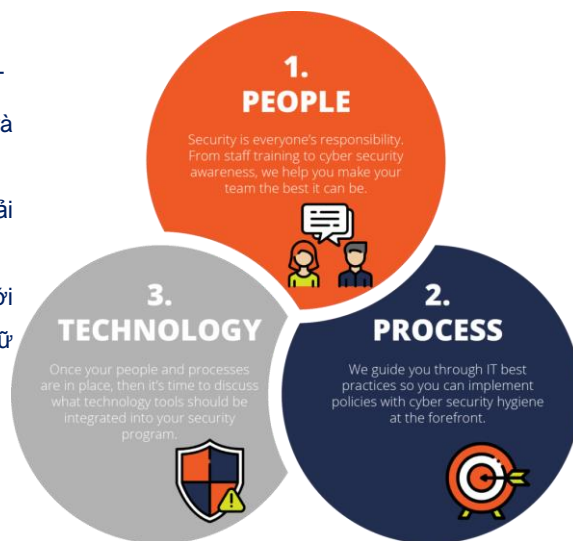 -
à
ải
ới
ữ
1.
PEOPLE
Security is everyone's responsibility.
From staff training to cyber security
awareness, we help you make your
team the best it can be.
3.
TECHNOLOGY
Once your people and processes
are in place, then it's time to discuss
what technology tools should be
integrated into your security
program.
2.
PROCESS
We guide you through IT best
practices so you can implement
policies with cyber security hygiene
at the forefront.